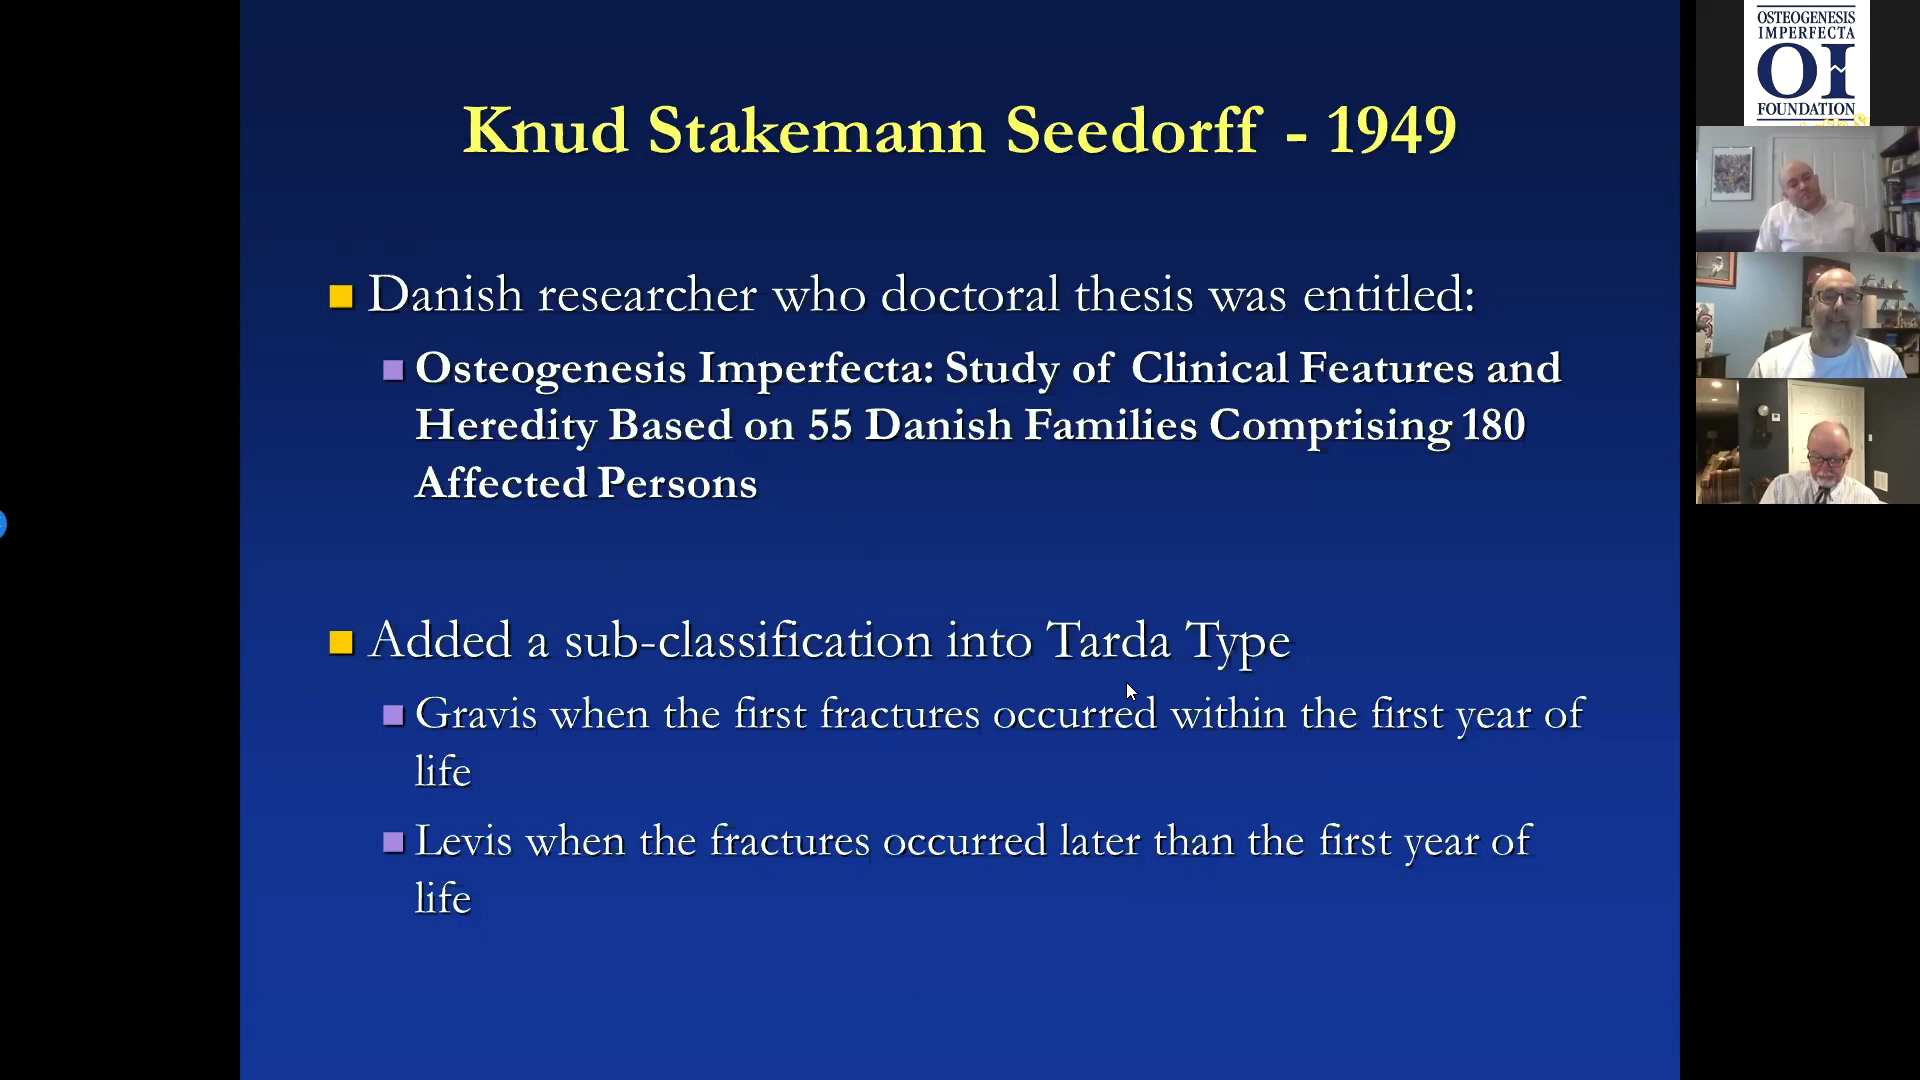 Knud Stakemann Seedorff - 1949
Danish researcher who doctoral thesis was entitled:
Osteogenesis Imperfecta: Study of Clinical Features and
Heredity Based on 55 Danish Families Comprising 180
Affected Persons
Added a sub-classification into Tarda Type
Gravis when the first fractures occurred within the first year of
life
Levis when the fractures occurred later than the first year of
life
OSTEOGENESIS
IMPERFECTA
OI
FOUNDATION